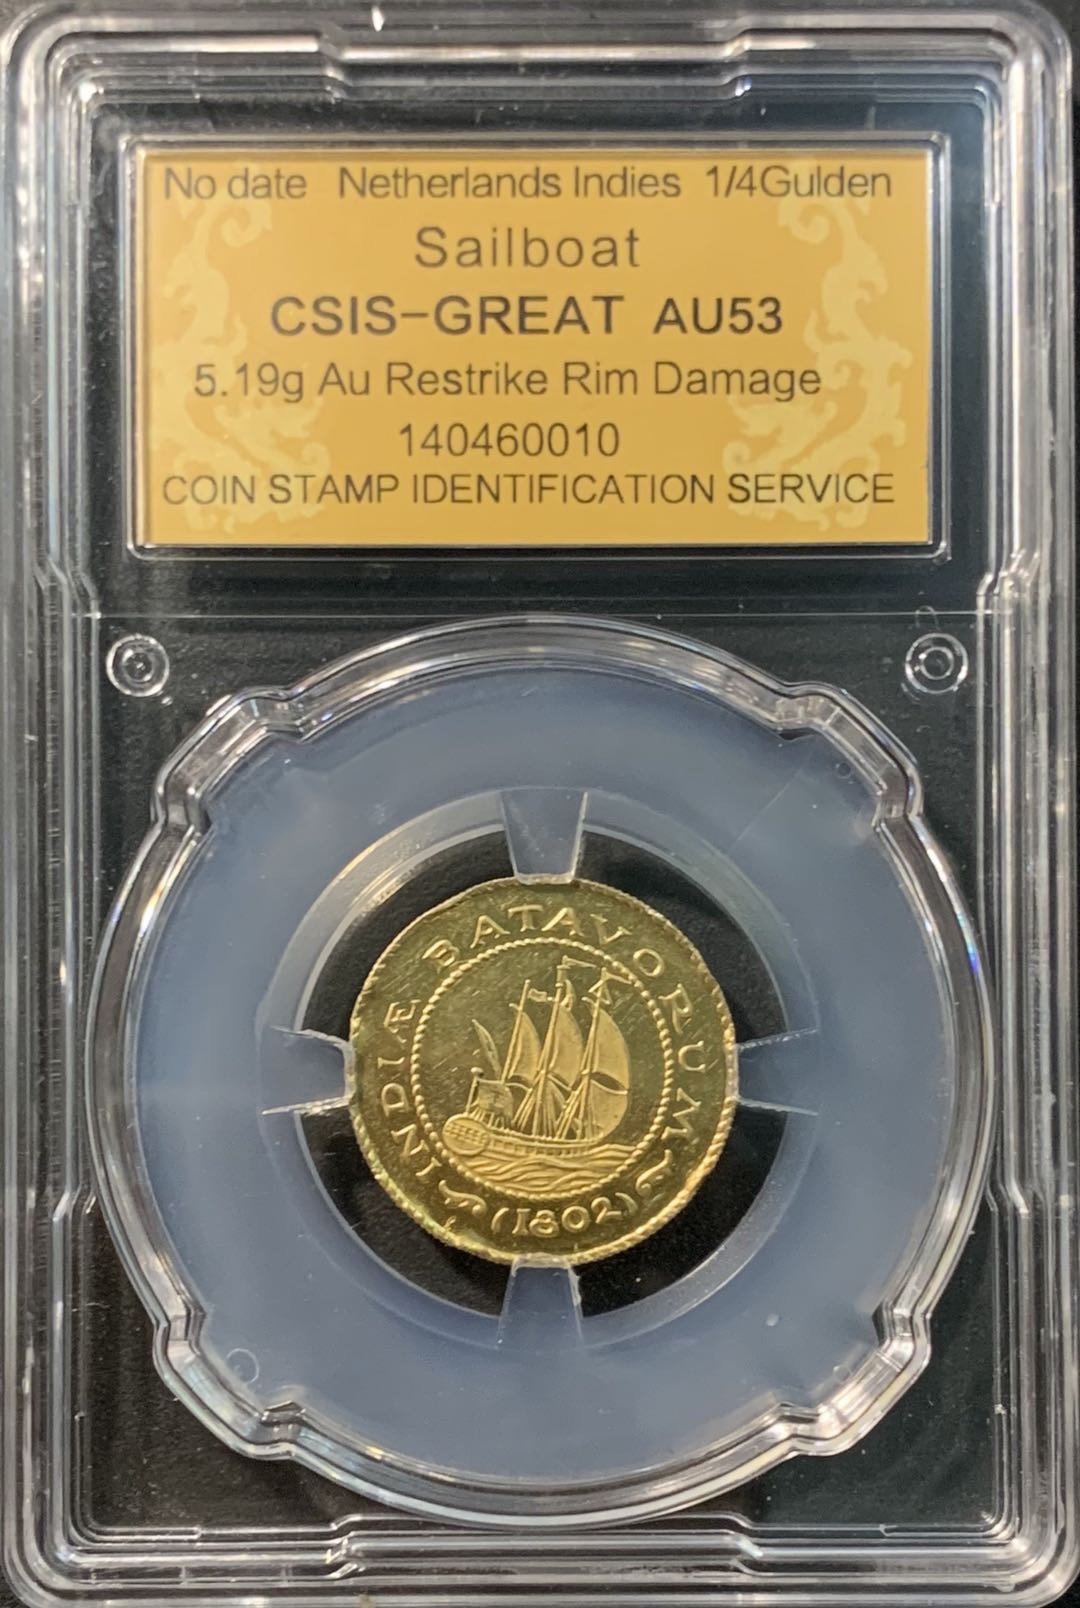 No date Netherlands Indies 1/4Gulden
Sailboat
CSIS-GREAT AU53
5.19g Au Restrike Rim Damage
140460010
COIN STAMP IDENTIFICATION SERVICE
INDIÆ BATAVORUM
(1802)